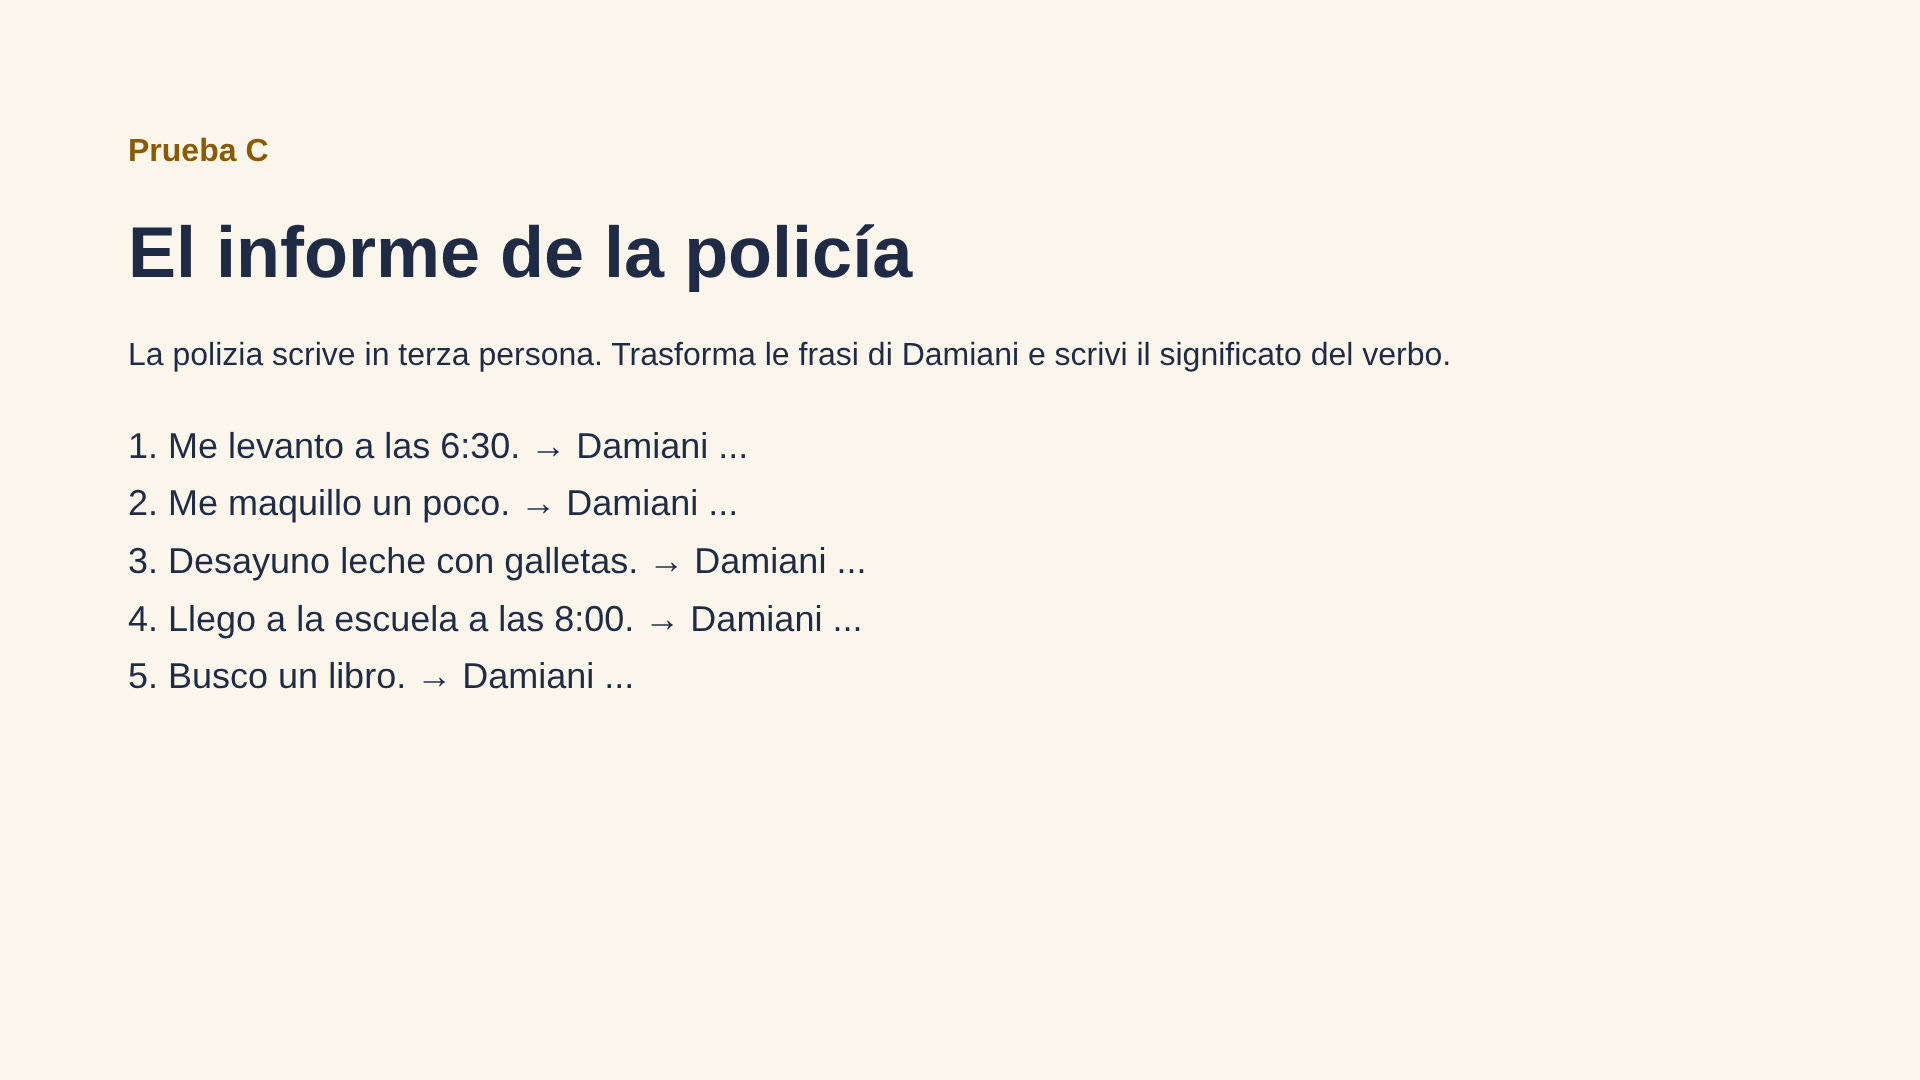 Prueba C
El informe de la policía
La polizia scrive in terza persona. Trasforma le frasi di Damiani e scrivi il significato del verbo.
1. Me levanto a las 6:30. → Damiani ...
2. Me maquillo un poco. → Damiani ...
3. Desayuno leche con galletas. → Damiani ...
4. Llego a la escuela a las 8:00. → Damiani ...
5. Busco un libro. → Damiani ...